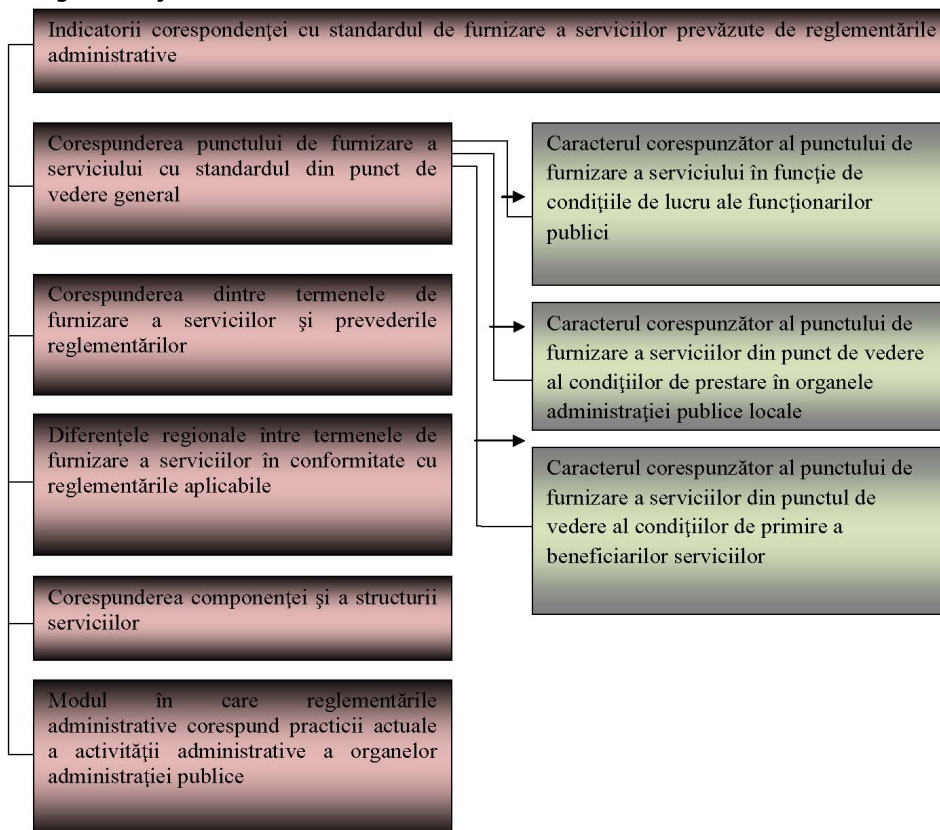 Indicatorii corespondenţei cu standardul de furnizare a serviciilor prevăzute de reglementările
administrative
Corespunderea punctului de furnizare a
serviciului cu standardul din punct de
vedere general
Corespunderea dintre termenele de
furnizare a serviciilor şi prevederile
reglementărilor
Diferenţele regionale între termenele de
furnizare a serviciilor în conformitate cu
reglementările aplicabile
Corespunderea componenţei şi a structurii
serviciilor
Modul în care reglementările
administrative corespund practicii actuale
a activităţii administrative a organelor
administraţiei publice
Caracterul corespunzător al punctului de
furnizare a serviciului în funcţie de
condiţiile de lucru ale funcţionarilor
publici
Caracterul corespunzător al punctului de
furnizare a serviciilor din punct de vedere
al condiţiilor de prestare în organele
administraţiei publice locale
Caracterul corespunzător al punctului de
furnizare a serviciilor din punctul de
vedere al condiţiilor de primire a
beneficiarilor serviciilor